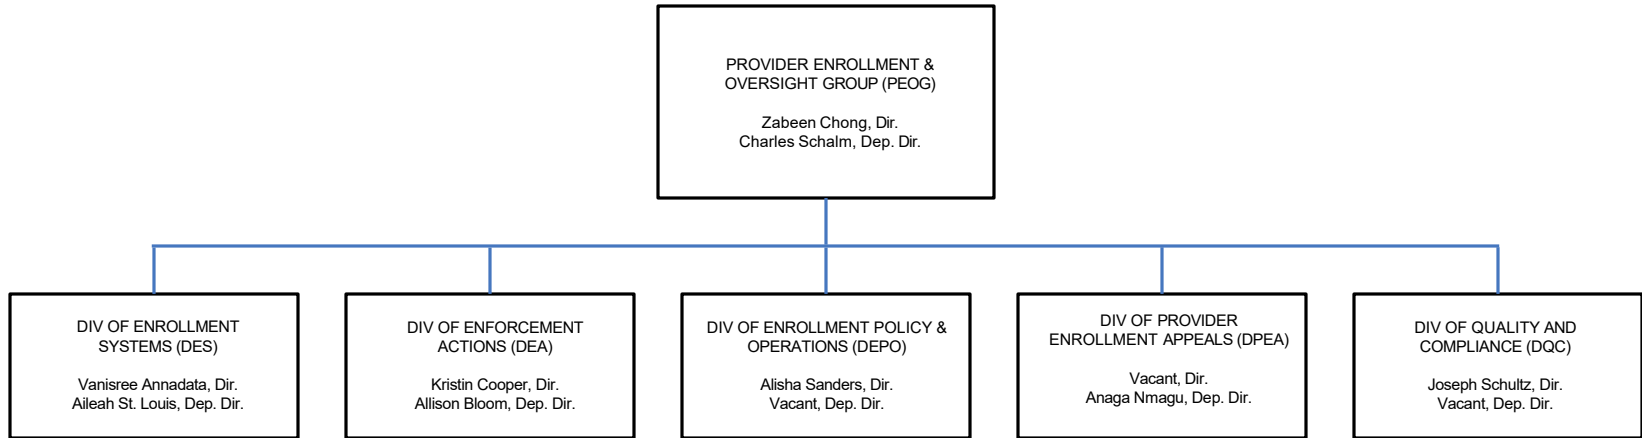 PROVIDER ENROLLMENT &
OVERSIGHT GROUP (PEOG)
Zabeen Chong, Dir.
Charles Schalm, Dep. Dir.
DIV OF ENROLLMENT
SYSTEMS (DES)
Vanisree Annadata, Dir.
Aileah St. Louis, Dep. Dir.
DIV OF ENFORCEMENT
ACTIONS (DEA)
Kristin Cooper, Dir.
Allison Bloom, Dep. Dir.
DIV OF ENROLLMENT POLICY &
OPERATIONS (DEPO)
Alisha Sanders, Dir.
Vacant, Dep. Dir.
DIV OF PROVIDER
ENROLLMENT APPEALS (DPEA)
Vacant, Dir.
Anaga Nmagu, Dep. Dir.
DIV OF QUALITY AND
COMPLIANCE (DQC)
Joseph Schultz, Dir.
Vacant, Dep. Dir.